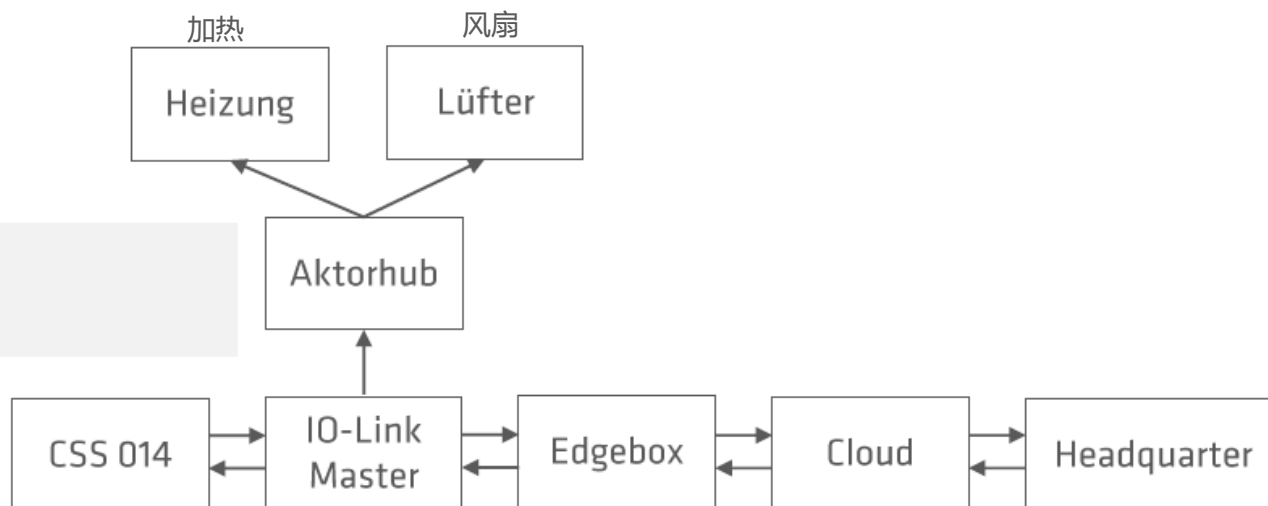 加热
风扇
Heizung
Lüfter
Aktorhub
CSS 014
IO-Link
Master
Edgebox
Cloud
Headquarter